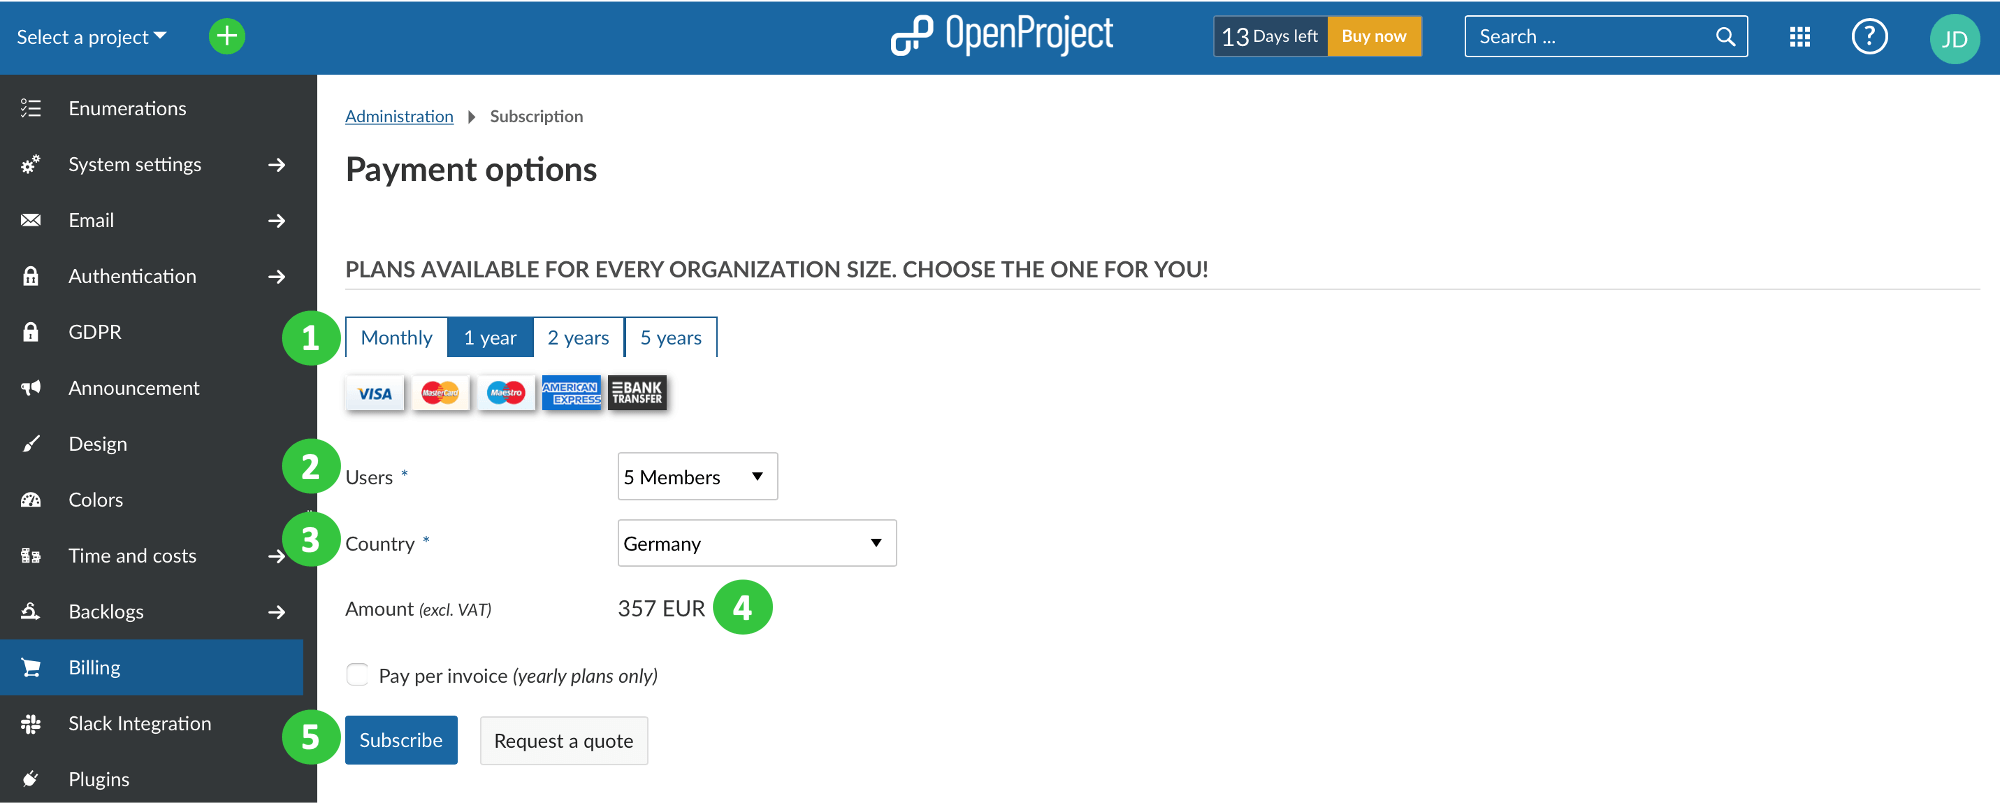 Select a project
OpenProject
13 Days left
Buy now
Search ...
?
JD
Enumerations
System settings
Email
Authentication
GDPR
Announcement
Design
Colors
Time and costs
Backlogs
Billing
Slack Integration
Plugins
Administration
Subscription
Payment options
PLANS AVAILABLE FOR EVERY ORGANIZATION SIZE. CHOOSE THE ONE FOR YOU!
1
Monthly
1 year
2 years
5 years
VISA
MasterCard
Maestro
AMERICAN
EXPRESS
BANK
TRANSFER
2
Users *
5 Members
3
Country *
Germany
Amount (excl. VAT)
357 EUR
4
Pay per invoice (yearly plans only)
5
Subscribe
Request a quote